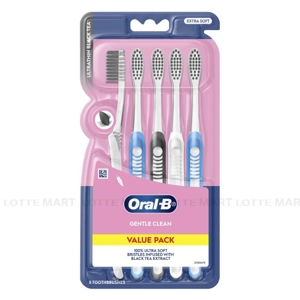 EXTRA SOFT
ULTRATHIN BLACK TEA
LOTTE MART LOTTE MART LOTTE MART
Oral-B
GENTLE CLEAN
VALUE PACK
100% ULTRA SOFT
BRISTLES INFUSED WITH
BLACK TEA EXTRACT
5 TOOTHBRUSHES